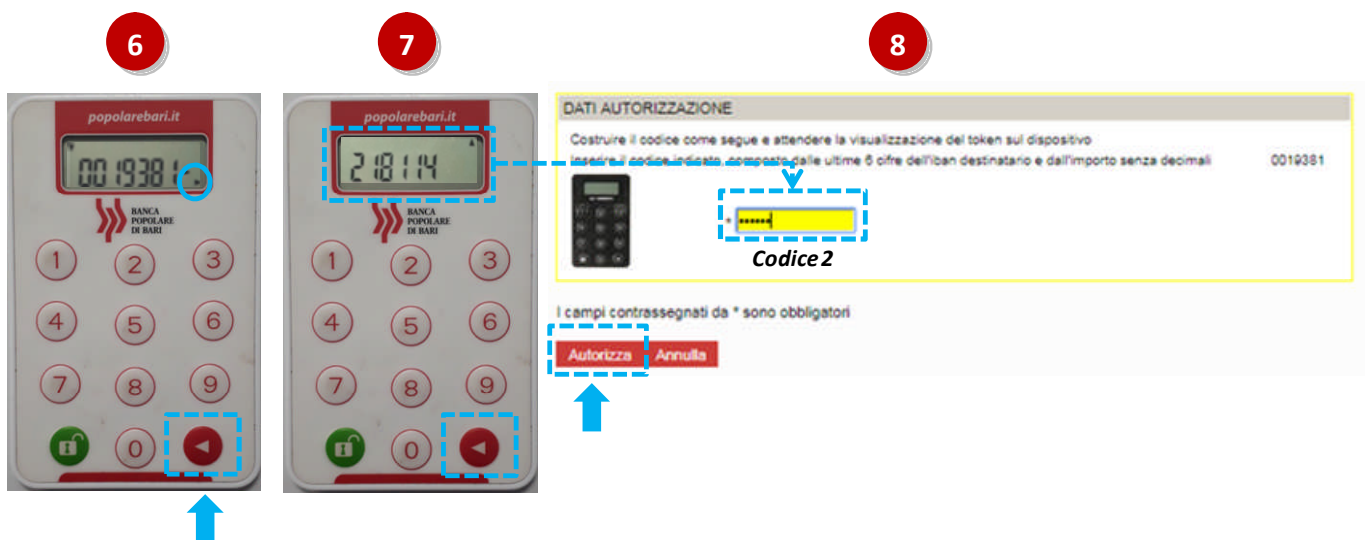 6
7
8
popolarebari.it
0019381
BANCA
POPOLARE
DI BARI
1
2
3
4
5
6
7
8
9
0
popolarebari.it
218114
BANCA
POPOLARE
DI BARI
1
2
3
4
5
6
7
8
9
0
DATI AUTORIZZAZIONE
Costruire il codice come segue e attendere la visualizzazione del token sul dispositivo
Inserire il codice indicato, composto dalle ultime 6 cifre dell'iban destinatario e dall'importo senza decimali 0019381
* ••••••
Codice 2
I campi contrassegnati da * sono obbligatori
Autorizza Annulla